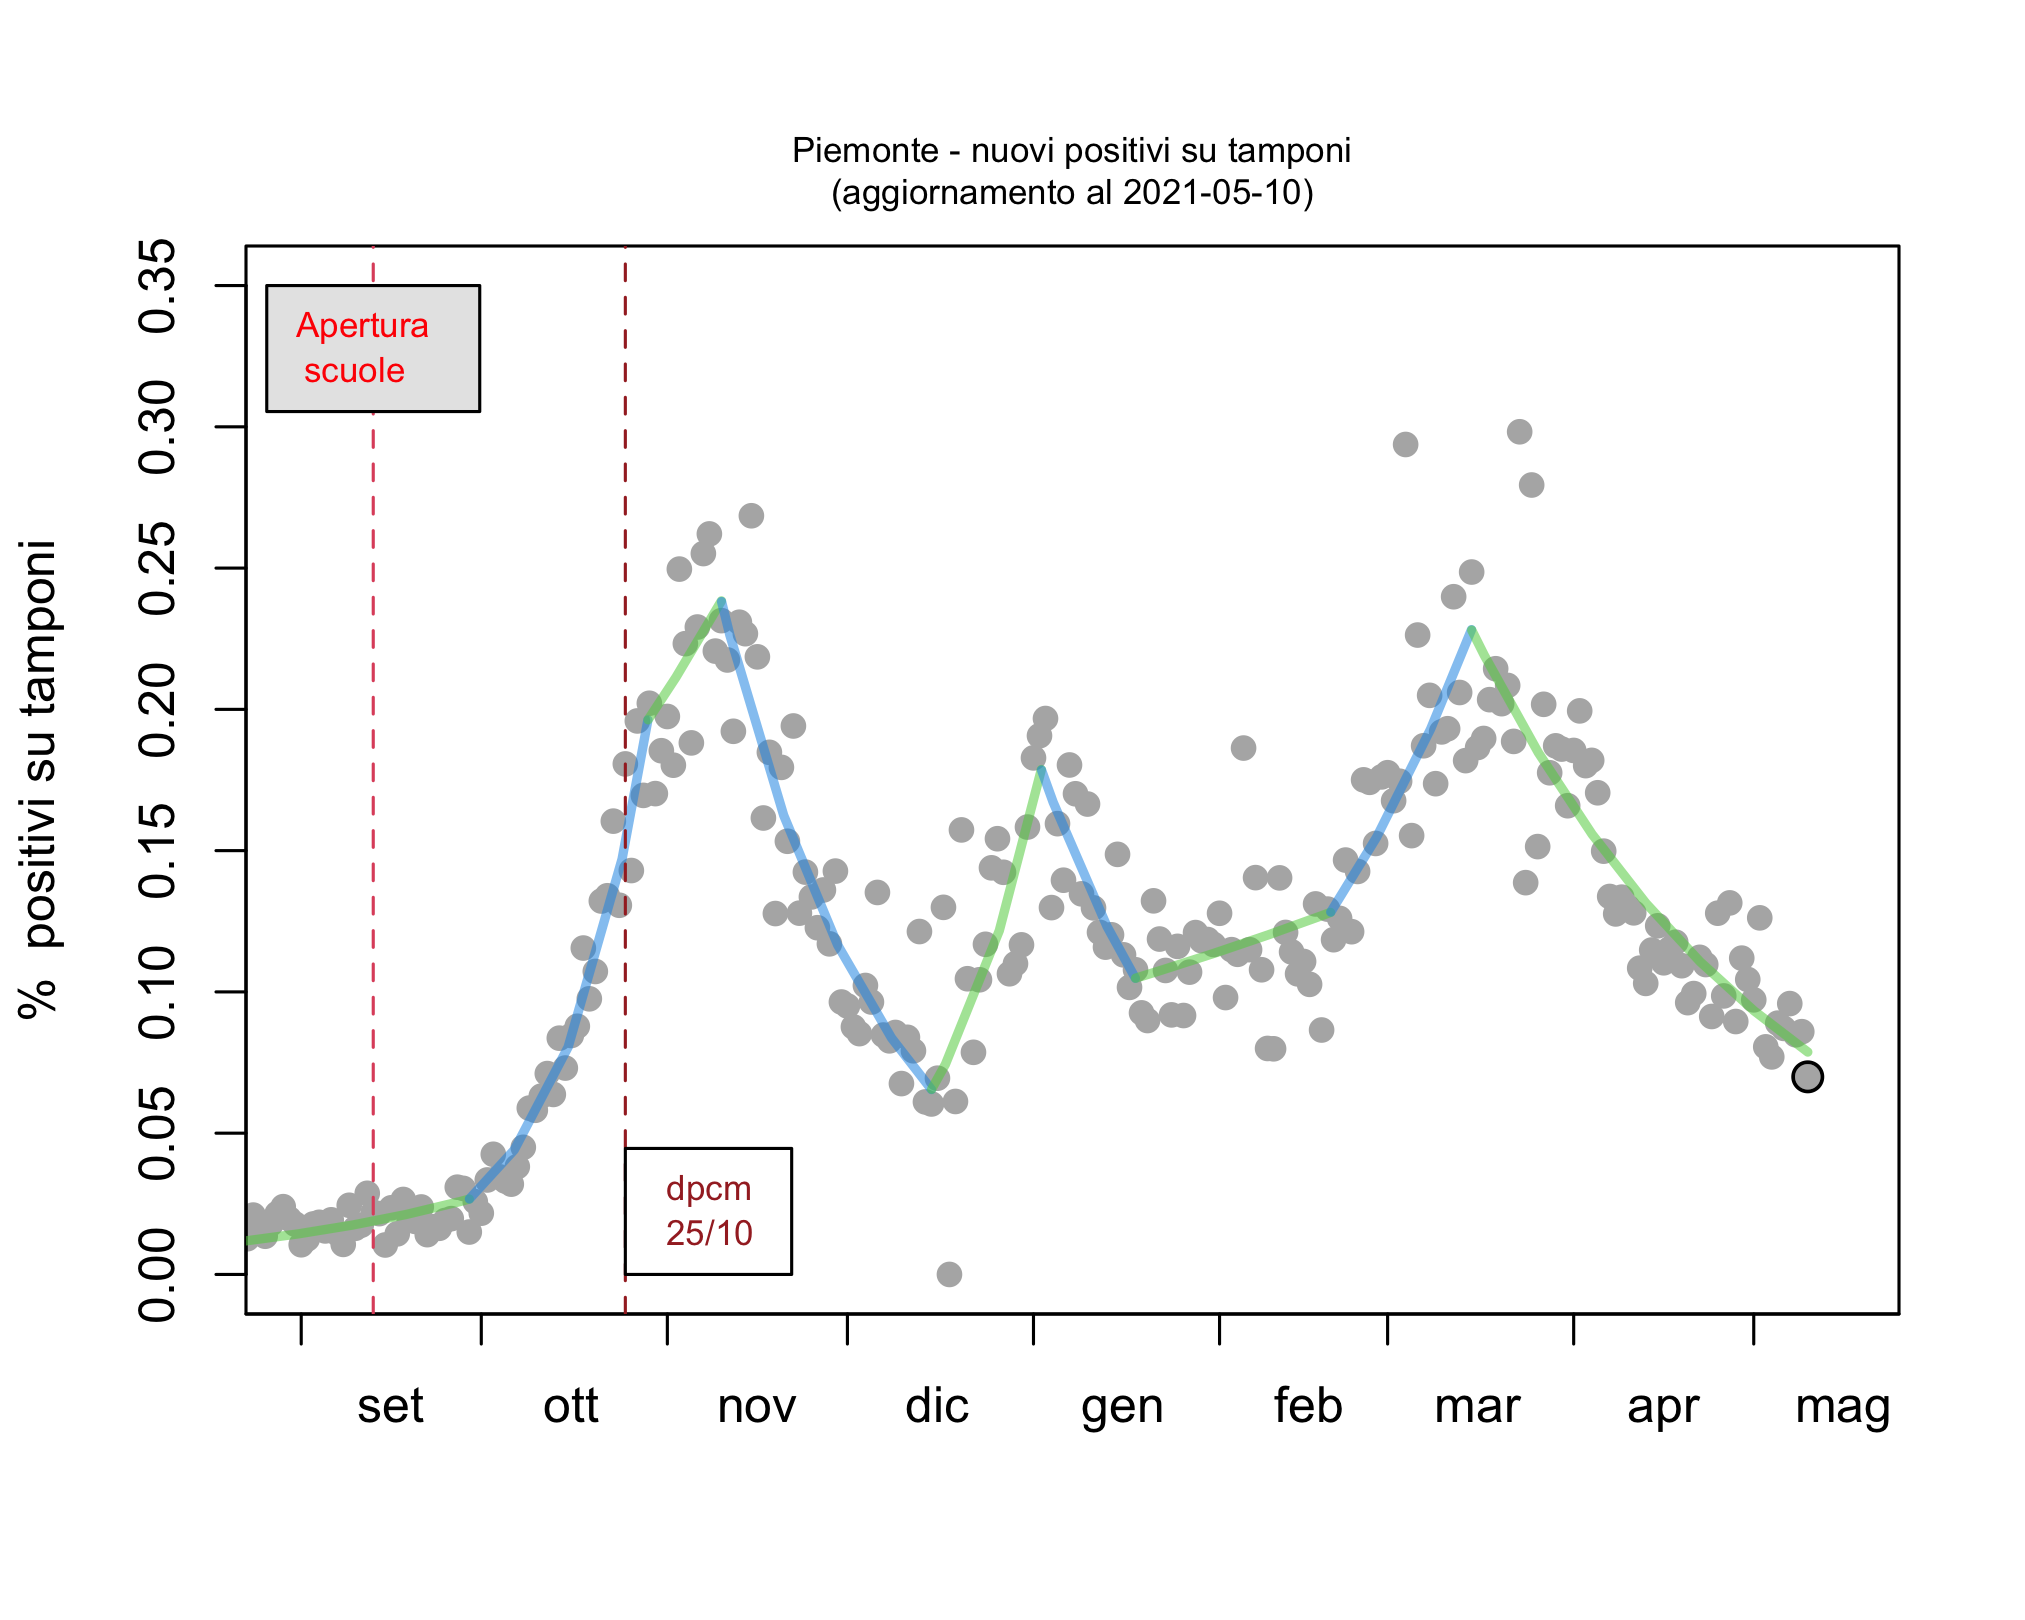 Piemonte - nuovi positivi su tamponi
(aggiornamento al 2021-05-10)
% positivi su tamponi
0.35
0.30
0.25
0.20
0.15
0.10
0.05
0.00
Apertura
scuole
dpcm
25/10
set ott nov dic gen feb mar apr mag